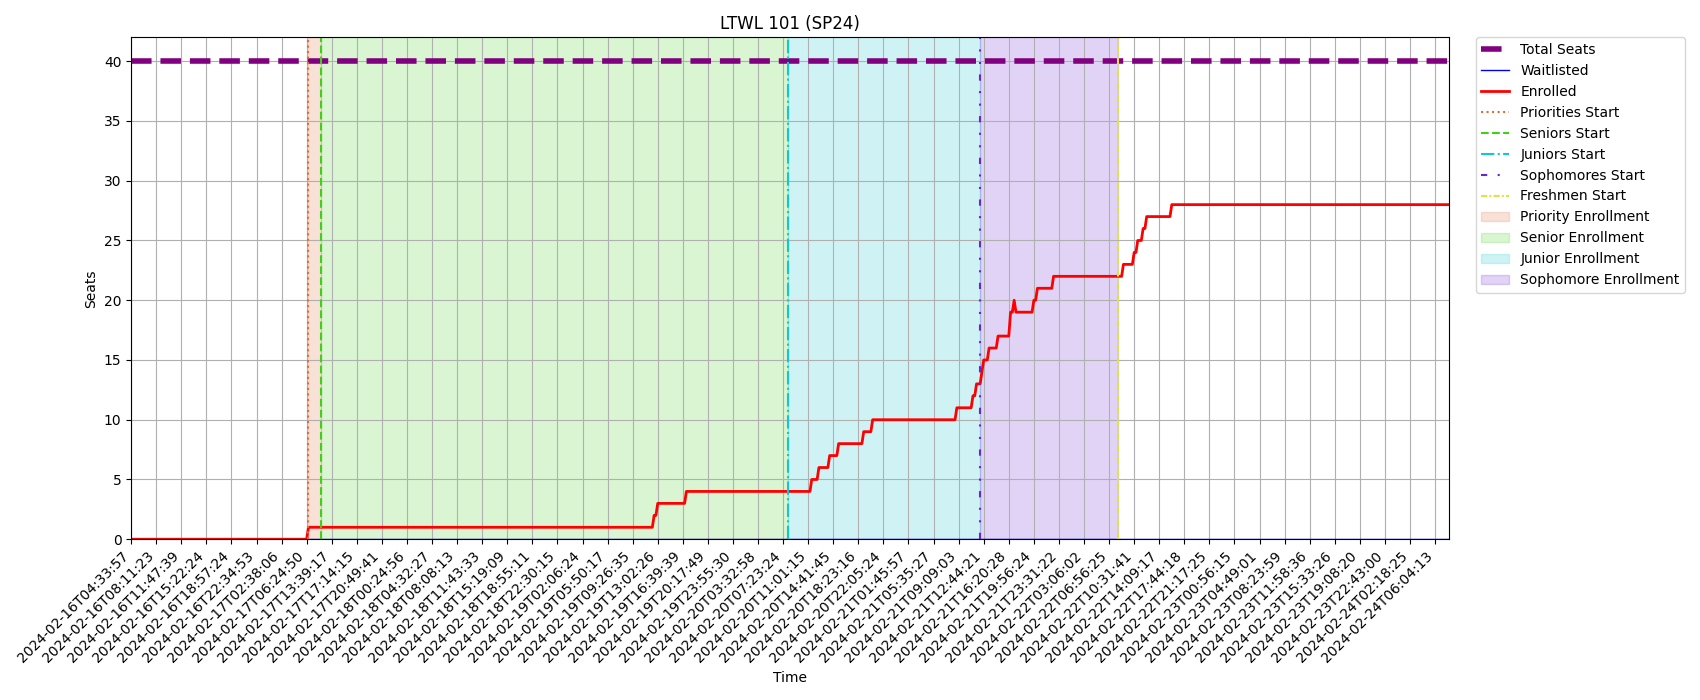 LTWL 101 (SP24)
40
35
30
25
20
15
10
5
0
Seats
2024-02-16T04:33:57
2024-02-16T08:11:23
2024-02-16T11:47:39
2024-02-16T15:22:24
2024-02-16T18:57:24
2024-02-16T22:34:53
2024-02-17T02:38:06
2024-02-17T06:24:50
2024-02-17T13:39:17
2024-02-17T17:14:15
2024-02-17T20:49:41
2024-02-18T00:24:56
2024-02-18T04:32:27
2024-02-18T08:08:13
2024-02-18T11:43:33
2024-02-18T15:19:09
2024-02-18T18:55:11
2024-02-18T22:30:15
2024-02-19T02:06:24
2024-02-19T05:50:17
2024-02-19T09:26:35
2024-02-19T13:02:26
2024-02-19T16:39:39
2024-02-19T20:17:49
2024-02-19T23:55:30
2024-02-20T03:32:58
2024-02-20T07:23:24
2024-02-20T11:01:15
2024-02-20T14:41:45
2024-02-20T18:23:16
2024-02-20T22:05:24
2024-02-21T01:45:57
2024-02-21T05:35:27
2024-02-21T09:09:03
2024-02-21T12:44:21
2024-02-21T16:20:28
2024-02-21T19:56:24
2024-02-21T23:31:22
2024-02-22T03:06:02
2024-02-22T06:56:25
2024-02-22T10:31:41
2024-02-22T14:09:17
2024-02-22T17:44:18
2024-02-22T21:17:25
2024-02-23T00:56:15
2024-02-23T04:49:01
2024-02-23T08:23:59
2024-02-23T11:58:36
2024-02-23T15:33:26
2024-02-23T19:08:20
2024-02-23T22:43:00
2024-02-24T02:18:25
2024-02-24T06:04:13
Time
Total Seats
Waitlisted
Enrolled
Priorities Start
Seniors Start
Juniors Start
Sophomores Start
Freshmen Start
Priority Enrollment
Senior Enrollment
Junior Enrollment
Sophomore Enrollment